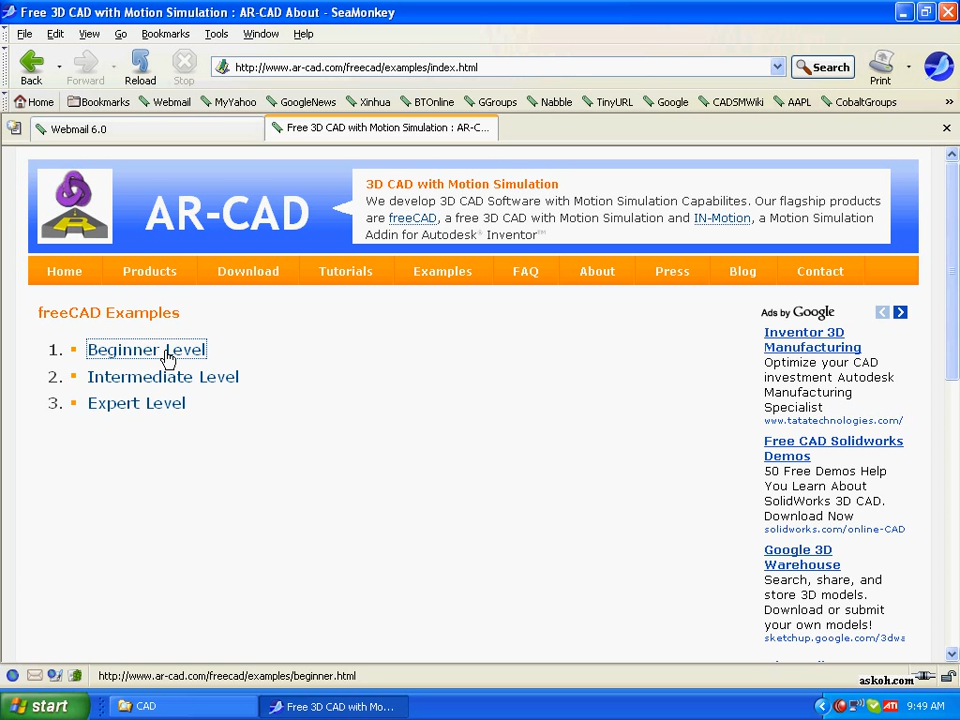 Free 3D CAD with Motion Simulation : AR-CAD About - SeaMonkey
File Edit View Go Bookmarks Tools Window Help
Back Forward Reload Stop http://www.ar-cad.com/freecad/examples/index.html Search Print
Home Bookmarks Webmail MyYahoo GoogleNews Xinhua BTOnline GGroups Nabble TinyURL Google CADSMWiki AAPL CobaltGroups »
Webmail 6.0 Free 3D CAD with Motion Simulation : AR-C...
AR-CAD
3D CAD with Motion Simulation
We develop 3D CAD Software with Motion Simulation Capabilites. Our flagship products
are freeCAD, a free 3D CAD with Motion Simulation and IN-Motion, a Motion Simulation
Addin for Autodesk® Inventor™
Home Products Download Tutorials Examples FAQ About Press Blog Contact
freeCAD Examples
1. Beginner Level
2. Intermediate Level
3. Expert Level
Ads by Google
Inventor 3D
Manufacturing
Optimize your CAD
investment Autodesk
Manufacturing
Specialist
www.tatatechnologies.com/
Free CAD Solidworks
Demos
50 Free Demos Help
You Learn About
SolidWorks 3D CAD.
Download Now
solidworks.com/online-CAD
Google 3D
Warehouse
Search, share, and
store 3D models.
Download or submit
your own models!
sketchup.google.com/3dwa
http://www.ar-cad.com/freecad/examples/beginner.html
askoh.com
start CAD Free 3D CAD with Mo... ATI 9:49 AM